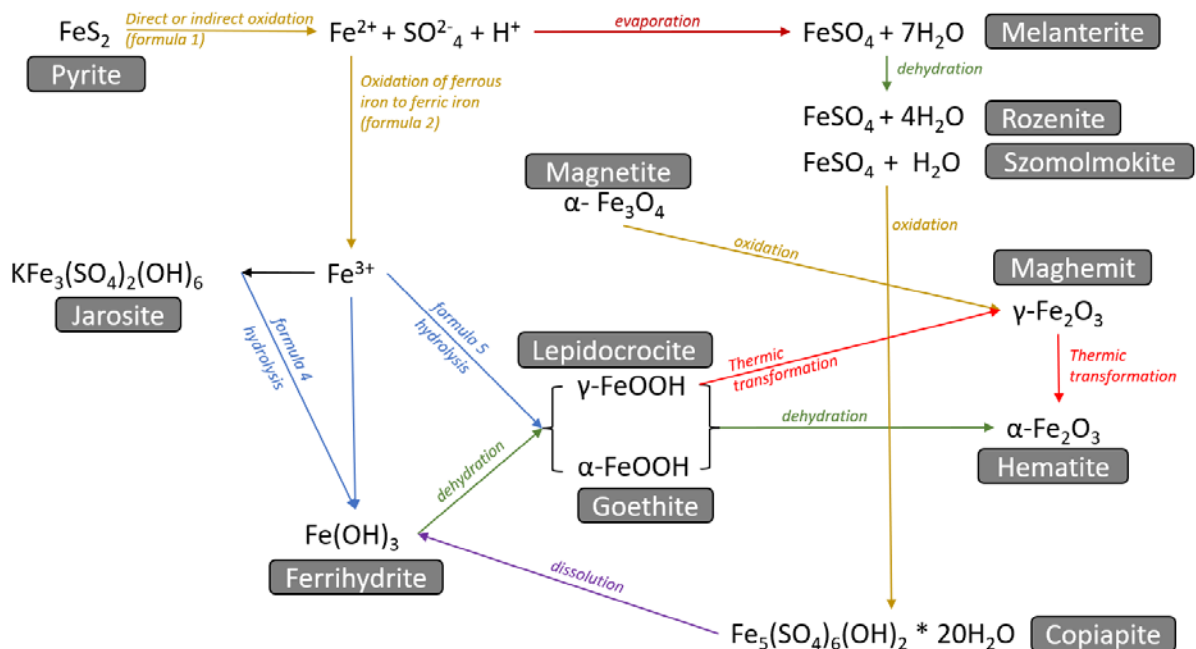 Direct or indirect oxidation
(formula 1)
FeS₂
Pyrite
Fe²⁺ + SO²⁻₄ + H⁺
evaporation
FeSO₄ + 7H₂O
Melanterite
dehydration
Oxidation of ferrous
iron to ferric iron
(formula 2)
FeSO₄ + 4H₂O
Rozenite
FeSO₄ + H₂O
Szomolmokite
Magnetite
α- Fe₃O₄
oxidation
oxidation
KFe₃(SO₄)₂(OH)₆
Jarosite
Fe³⁺
Maghemit
γ-Fe₂O₃
formula 4
hydrolysis
formula 5
hydrolysis
Lepidocrocite
γ-FeOOH
Thermic
transformation
Thermic
transformation
dehydration
α-Fe₂O₃
Hematite
α-FeOOH
Goethite
dehydration
Fe(OH)₃
Ferrihydrite
dissolution
Fe₅(SO₄)₆(OH)₂ * 20H₂O
Copiapite